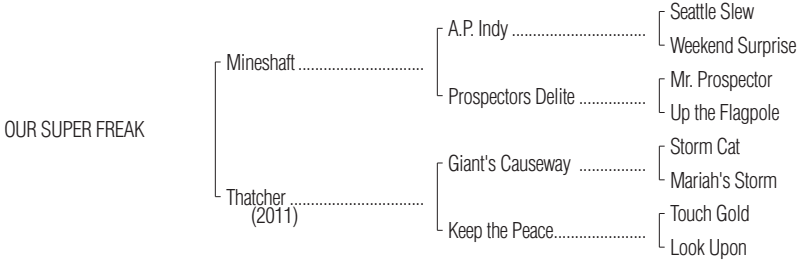 Seattle Slew
A.P. Indy ................................
Weekend Surprise
Mineshaft ..............................
Mr. Prospector
Prospectors Delite ................
Up the Flagpole
OUR SUPER FREAK
Storm Cat
Giant's Causeway ................
Mariah's Storm
Thatcher ................................
(2011)
Touch Gold
Keep the Peace......................
Look Upon